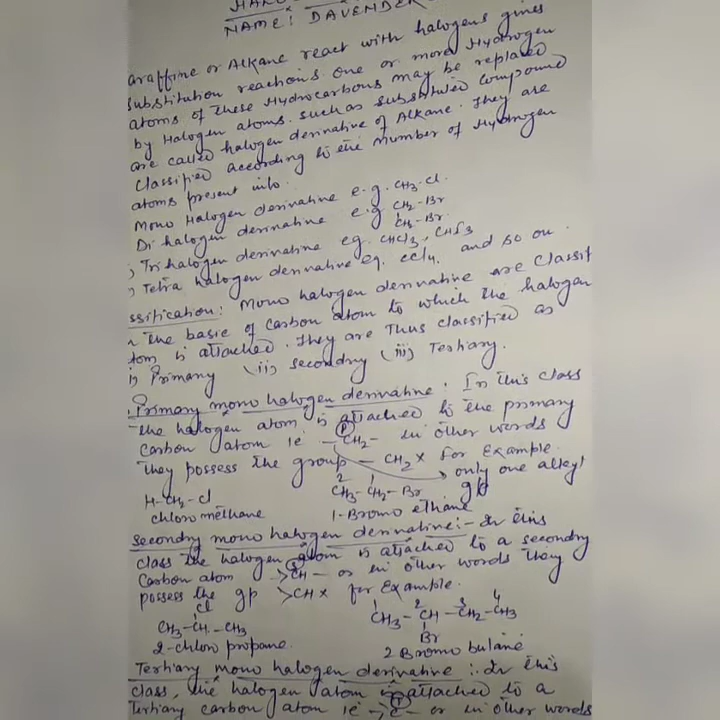 NAME: DAVENDER
araffine or Alkane react with halogens gives
substitution reactions one or more Hydrogen
atoms of these Hydrocarbons may be replaced
by Halogen atoms. such as substituted compound
are called halogen derivative of Alkane. They are
classified according to the number of Hydrogen
atoms present into.
Mono Halogen derivative e.g. CH3-Cl.
Di halogen derivative e.g CH2-Br
CH2-Br.
) Tri halogen derivative eg. CHCl3, CHI3
) Tetra halogen derivative eg. CCl4. and so on.
ssification: Mono halogen derivative are classif
n the basic of Carbon atom to which the halogen
tom is attached. They are Thus classified as
i) Primary (ii) secondry (iii) Tertiary.
Primary mono halogen derivative. In this class
the halogen atom is attached to the primary
Carbon atom ie -CH2- in other words
They possess the group - CH2X for Example.
only one alkyl
gp
H-CH2-Cl
chloro methane
2 1
CH3-CH2-Br
1-Bromo ethane
secondry mono halogen derivative:- In this
class the halogen atom is attached to a secondry
Carbon atom >CH- or in other words They
possess the gp >CHX for Example.
Cl
CH3-CH-CH3
2-chloro propane.
1 2 3 4
CH3-CH-CH2-CH3
Br
2 Bromo butane
Tertiary mono halogen derivative:. In this
class, the halogen atom is attached to a
Tertiary carbon atom ie -C- or in other words